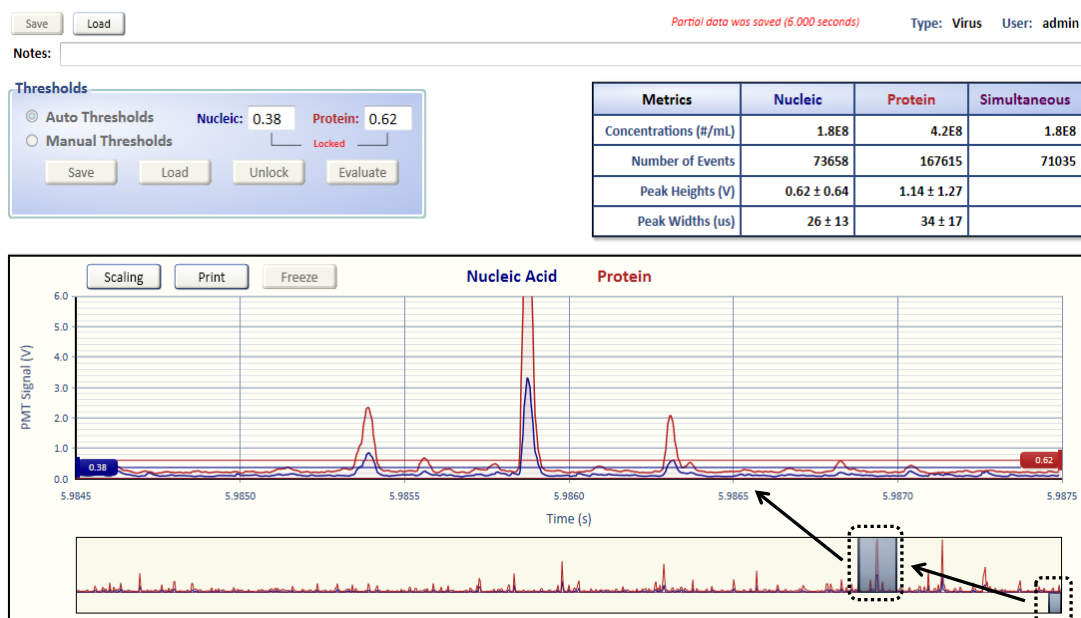 Save Load Partial data was saved (6.000 seconds) Type: Virus User: admin
Notes:
Thresholds
Auto Thresholds Nucleic: 0.38 Protein: 0.62
Manual Thresholds Locked
Save Load Unlock Evaluate
Metrics Nucleic Protein Simultaneous
Concentrations (#/mL) 1.8E8 4.2E8 1.8E8
Number of Events 73658 167615 71035
Peak Heights (V) 0.62 ± 0.64 1.14 ± 1.27
Peak Widths (us) 26 ± 13 34 ± 17
Scaling Print Freeze Nucleic Acid Protein
PMT Signal (V)
6.0
5.0
4.0
3.0
2.0
1.0
0.38 0.62
0.0
5.9845 5.9850 5.9855 5.9860 5.9865 5.9870 5.9875
Time (s)